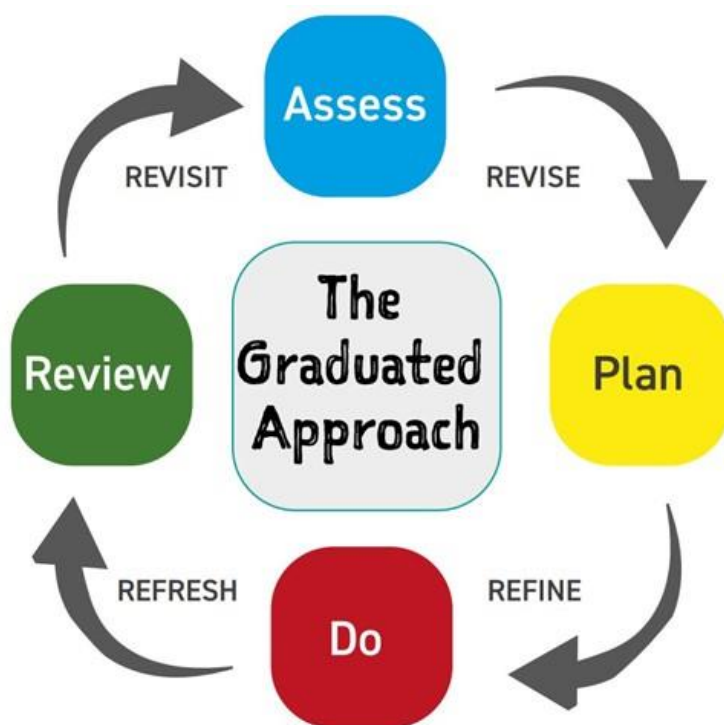 Assess
REVISIT
REVISE
The
Graduated
Approach
Review
Plan
REFRESH
REFINE
Do